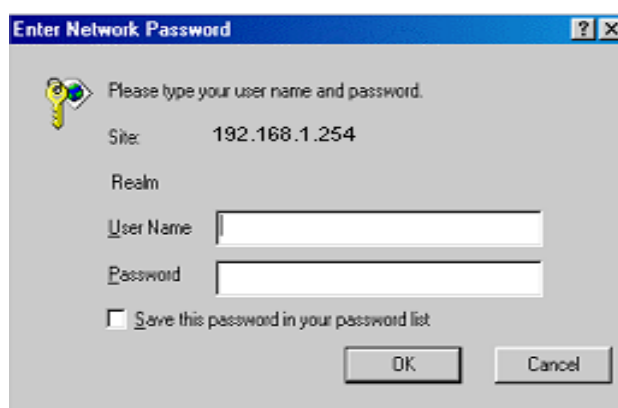 Enter Network Password
Please type your user name and password.
Site: 192.168.1.254
Realm
User Name
Password
Save this password in your password list
OK Cancel